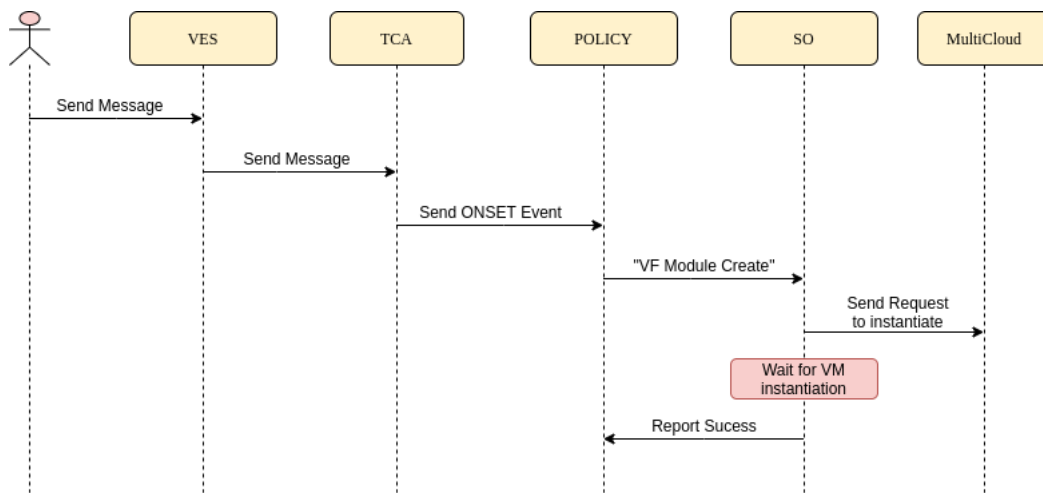 VES
TCA
POLICY
SO
MultiCloud
Send Message
Send Message
Send ONSET Event
"VF Module Create"
Send Request
to instantiate
Wait for VM
instantiation
Report Sucess